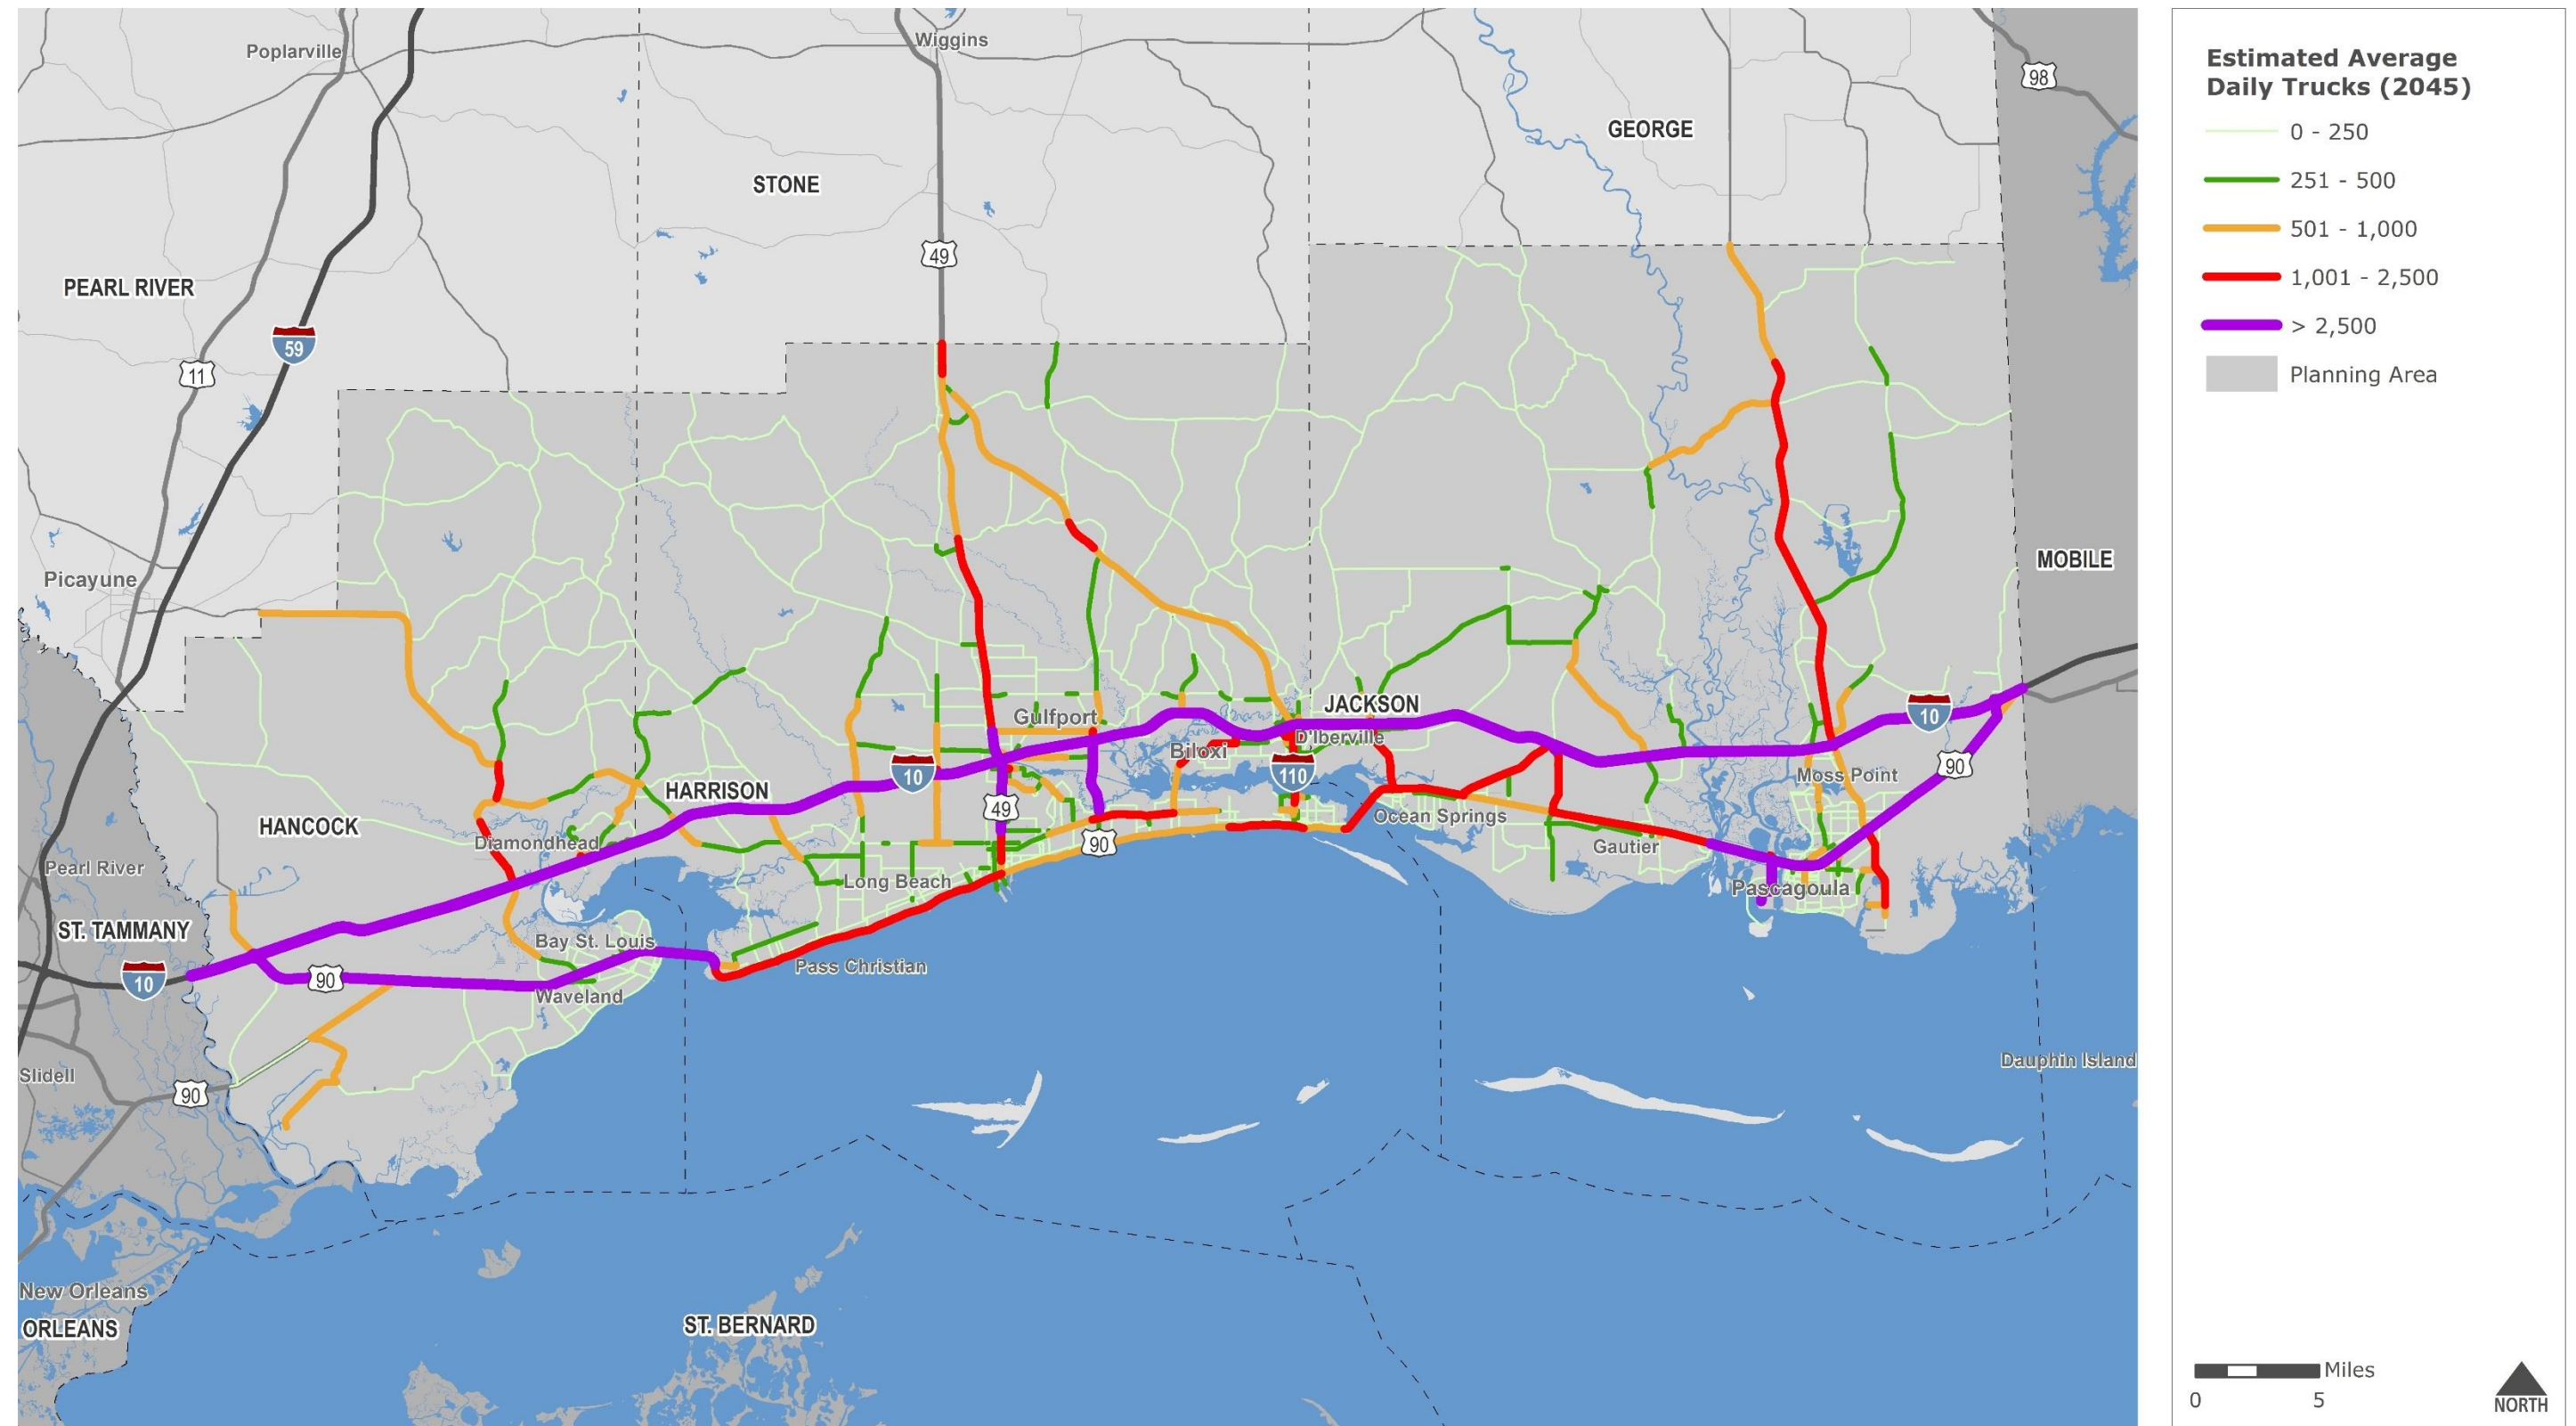 Poplarville
Wiggins
98
GEORGE
STONE
49
PEARL RIVER
59
11
MOBILE
Picayune
JACKSON
Gulfport
10
D'Iberville
Biloxi
90
10
110
Moss Point
HARRISON
49
Ocean Springs
HANCOCK
Diamondhead
90
Gautier
Pearl River
Long Beach
Pascagoula
ST. TAMMANY
Bay St. Louis
Pass Christian
10
90
Waveland
Slidell
Dauphin Island
90
New Orleans
ORLEANS
ST. BERNARD
Estimated Average
Daily Trucks (2045)
0 - 250
251 - 500
501 - 1,000
1,001 - 2,500
> 2,500
Planning Area
Miles
0 5
NORTH